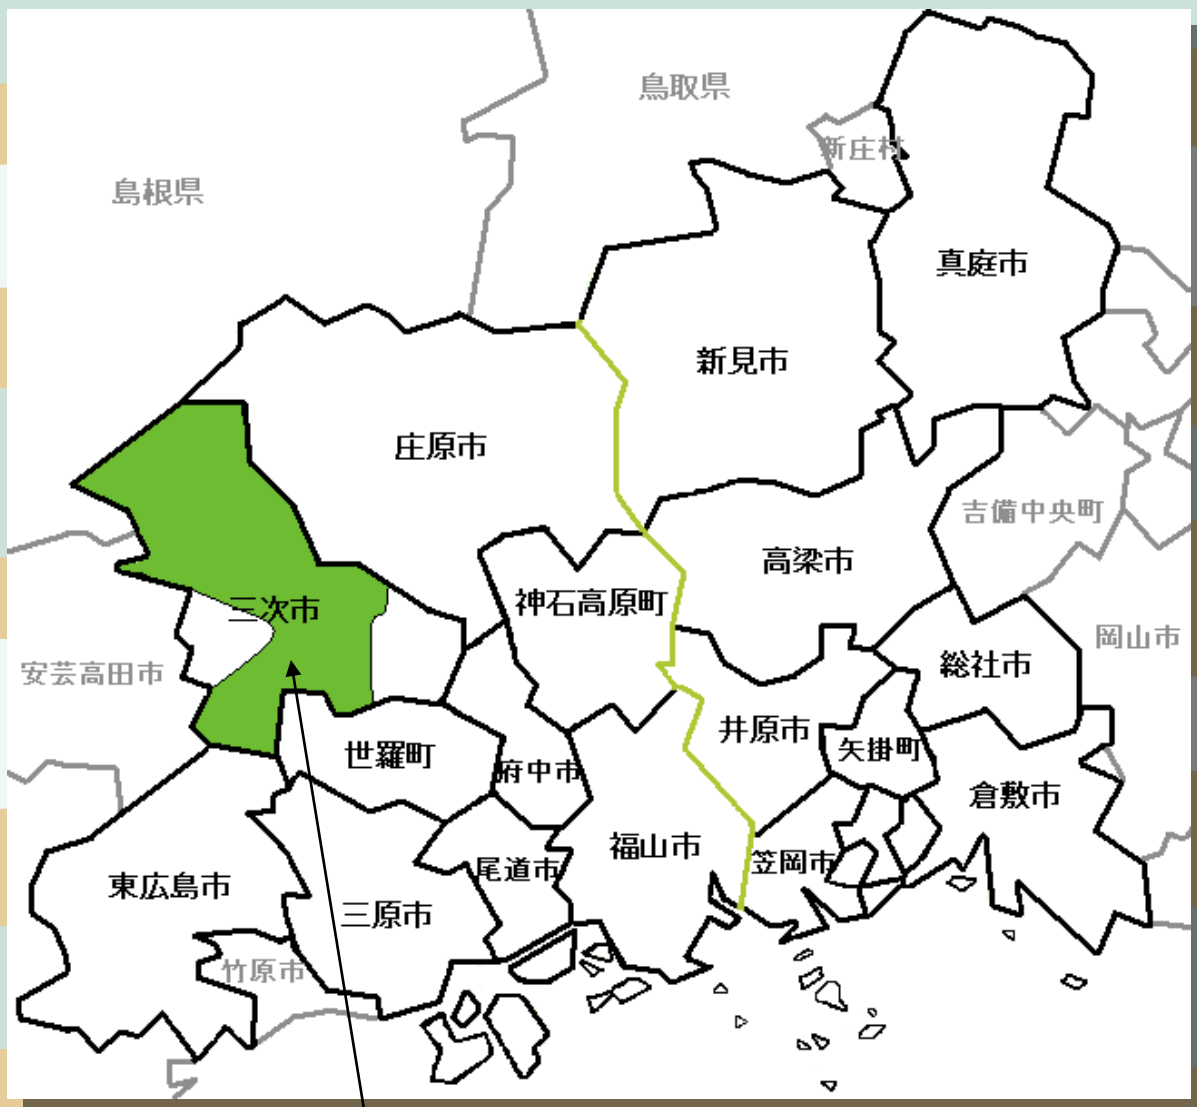 鳥取県
新庄村
島根県
真庭市
新見市
庄原市
吉備中央町
高梁市
神石高原町
三次市
岡山市
安芸高田市
総社市
井原市
矢掛町
世羅町
府中市
倉敷市
福山市
笠岡市
尾道市
東広島市
三原市
竹原市